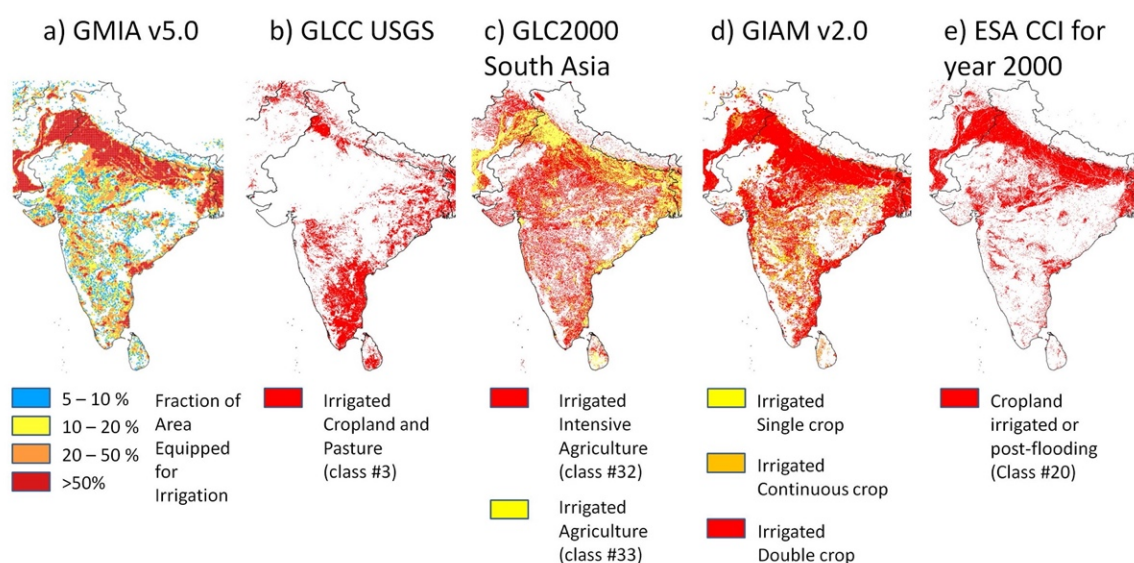 a) GMIA v5.0
b) GLCC USGS
c) GLC2000
South Asia
d) GIAM v2.0
e) ESA CCI for
year 2000
5 – 10 %
10 – 20 %
20 – 50 %
>50%
Fraction of
Area
Equipped
for
Irrigation
Irrigated
Cropland and
Pasture
(class #3)
Irrigated
Intensive
Agriculture
(class #32)
Irrigated
Agriculture
(class #33)
Irrigated
Single crop
Irrigated
Continuous crop
Irrigated
Double crop
Cropland
irrigated or
post-flooding
(Class #20)